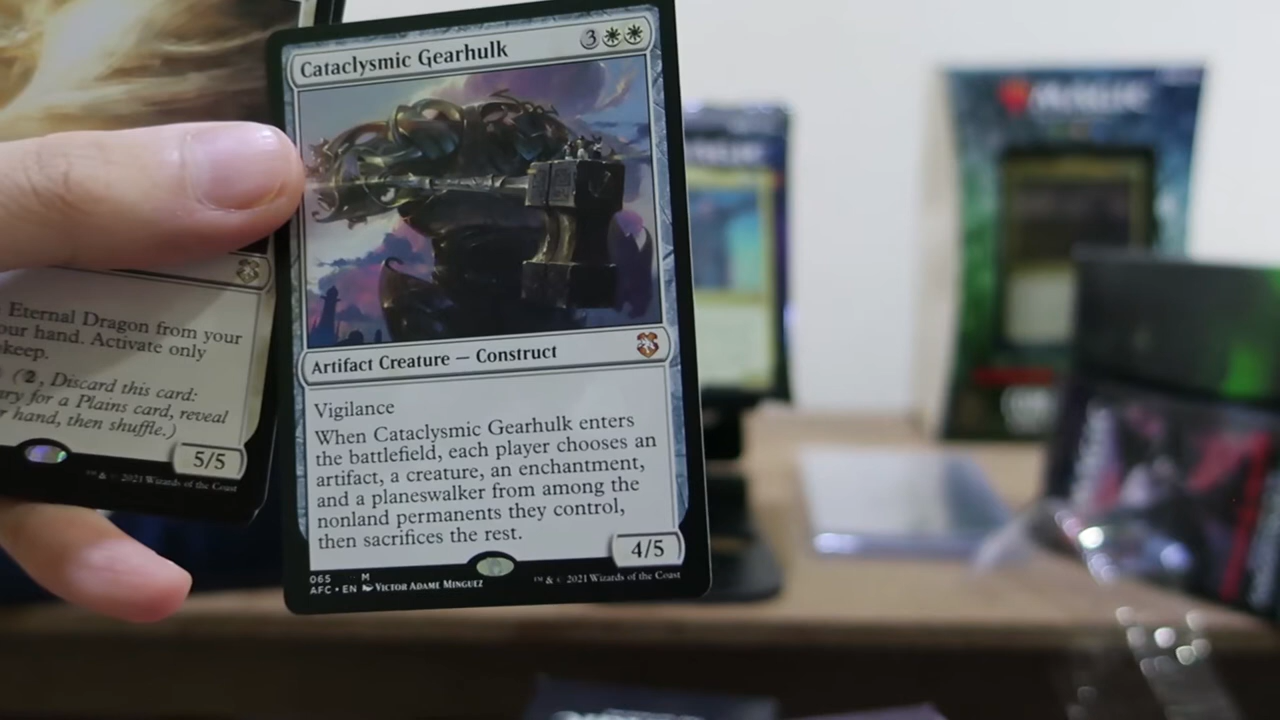 Cataclysmic Gearhulk
3
Artifact Creature — Construct
Vigilance
When Cataclysmic Gearhulk enters
the battlefield, each player chooses an
artifact, a creature, an enchantment,
and a planeswalker from among the
nonland permanents they control,
then sacrifices the rest.
4/5
065 M
AFC • EN VICTOR ADAME MINGUEZ
™ & © 2021 Wizards of the Coast
Eternal Dragon from your
our hand. Activate only
keep.
(2, Discard this card:
ry for a Plains card, reveal
r hand, then shuffle.)
5/5
™ & © 2021 Wizards of the Coast
MAGIC